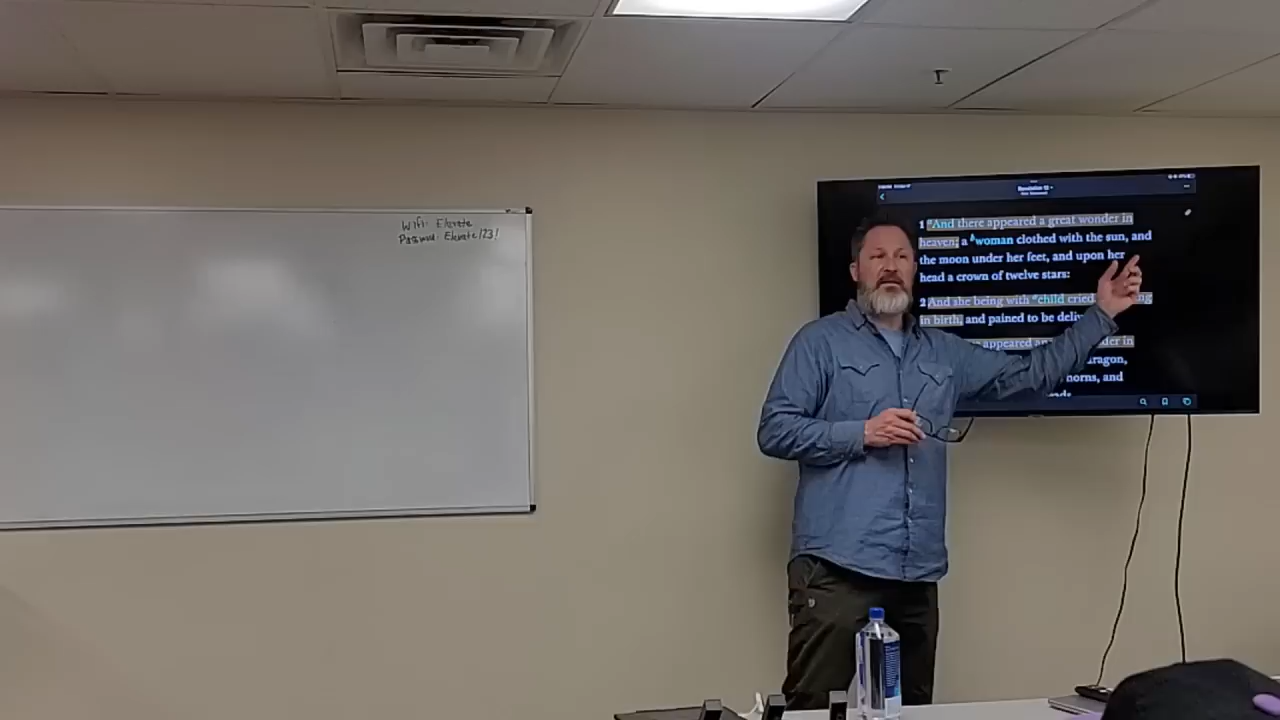 Wifi: Elevate
Password: Elevate123!
Revelation 12
1 And there appeared a great wonder in
heaven; a woman clothed with the sun, and
the moon under her feet, and upon her
head a crown of twelve stars:
2 And she being with child cried
in birth, and pained to be
appeared
dragon,
horns, and